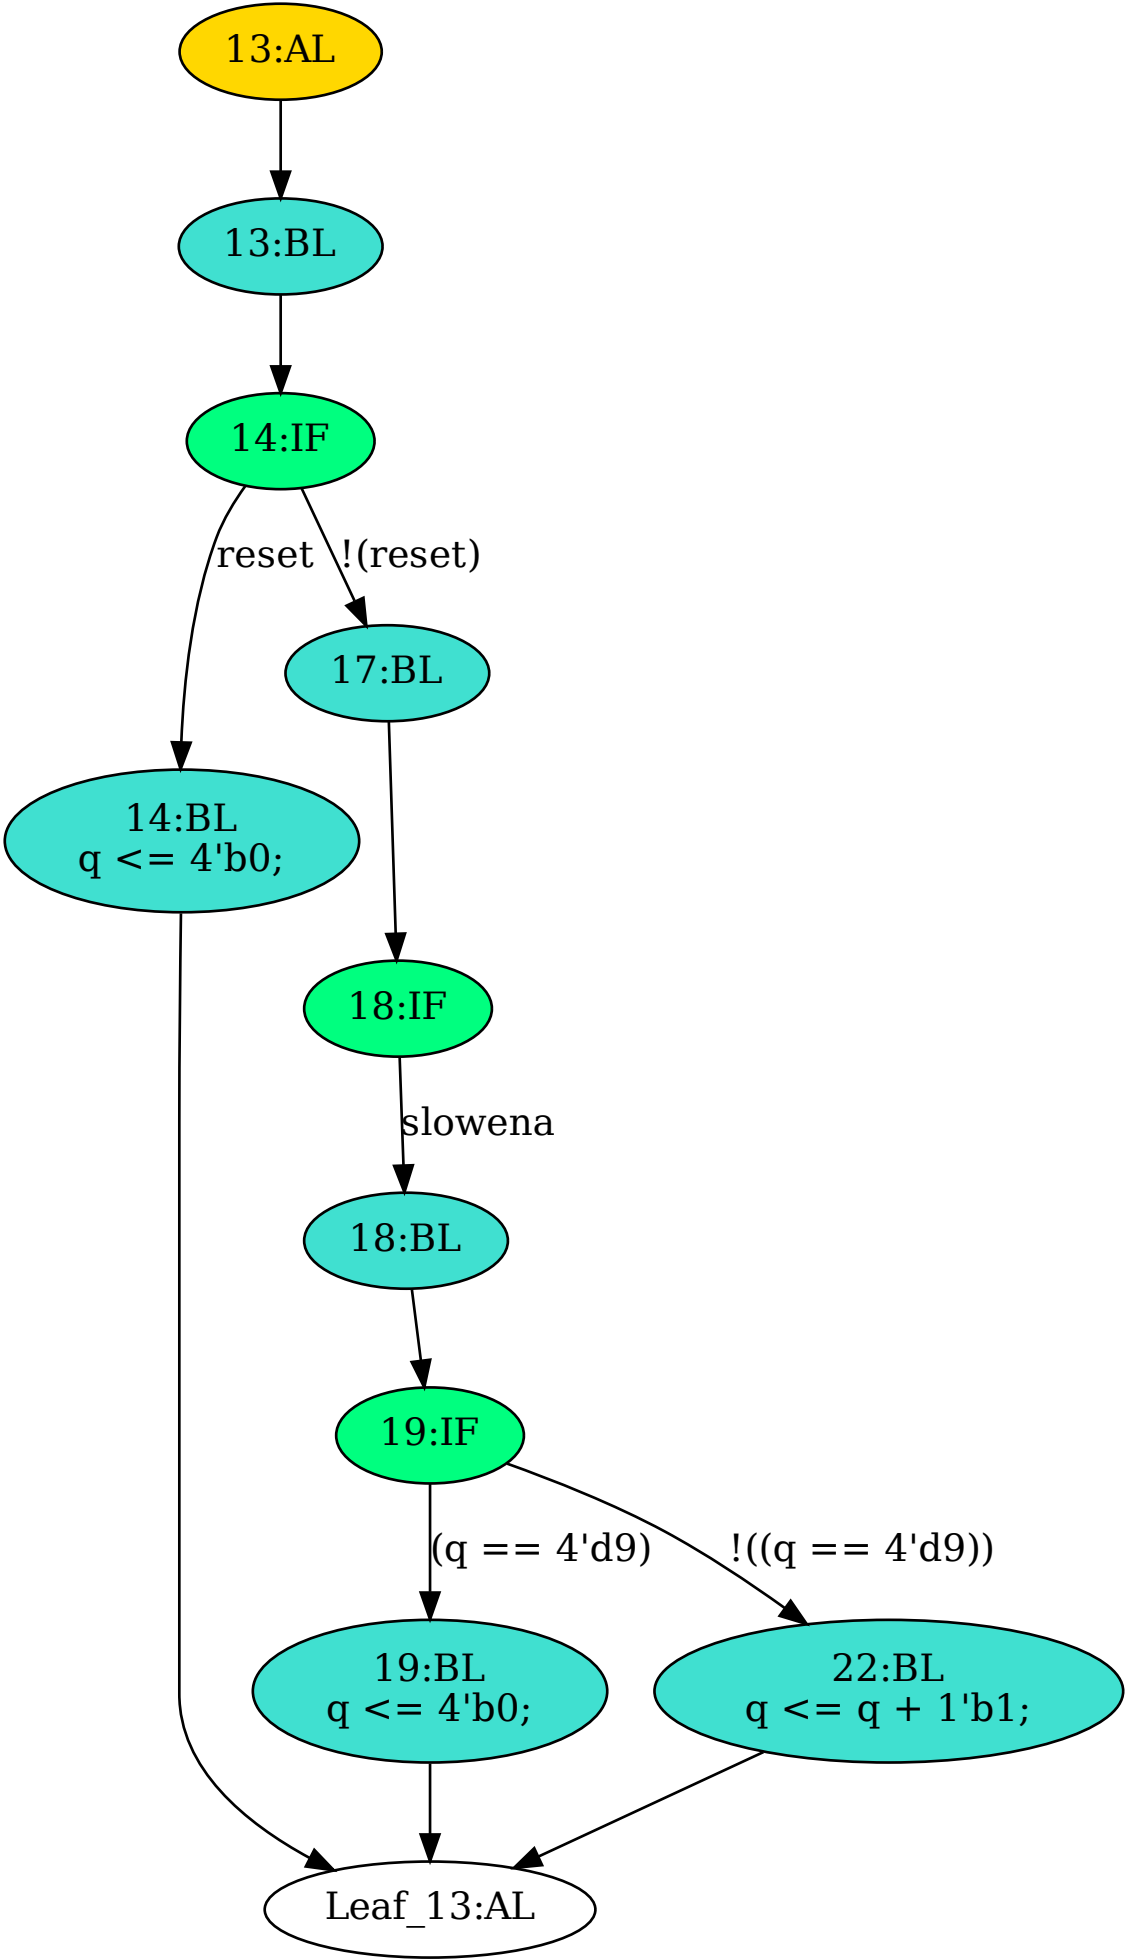 13:AL
13:BL
14:IF
reset
!(reset)
17:BL
14:BL
q <= 4'b0;
18:IF
slowena
18:BL
19:IF
(q == 4'd9)
!((q == 4'd9))
19:BL
q <= 4'b0;
22:BL
q <= q + 1'b1;
Leaf_13:AL